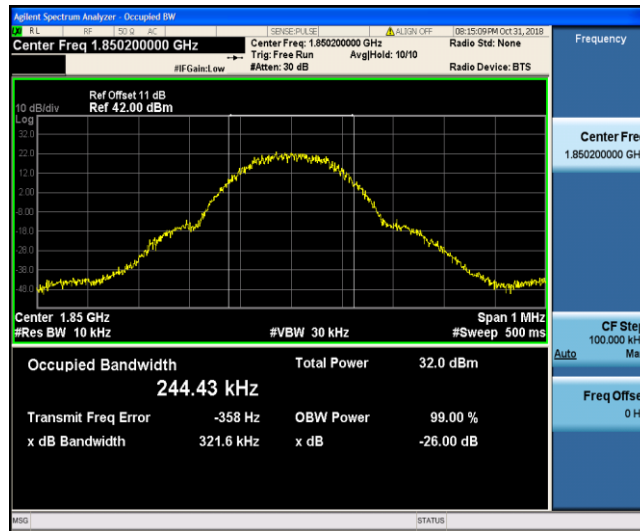 Agilent Spectrum Analyzer - Occupied BW
RL RF 50 Ω AC SENSE:PULSE ALIGN OFF 08:15:09 PM Oct 31, 2018
Center Freq 1.850200000 GHz Center Freq: 1.850200000 GHz Radio Std: None
Trig: Free Run Avg|Hold: 10/10
#IFGain:Low #Atten: 30 dB Radio Device: BTS
Ref Offset 11 dB
10 dB/div Ref 42.00 dBm
Log
32.0
22.0
12.0
2.00
-8.00
-18.0
-28.0
-38.0
-48.0
Center 1.85 GHz Span 1 MHz
#Res BW 10 kHz #VBW 30 kHz #Sweep 500 ms
Occupied Bandwidth Total Power 32.0 dBm
244.43 kHz
Transmit Freq Error -358 Hz OBW Power 99.00 %
x dB Bandwidth 321.6 kHz x dB -26.00 dB
MSG STATUS
Frequency
Center Fre
1.850200000 GH
CF Step
100.000 kH
Auto Ma
Freq Offse
0 H